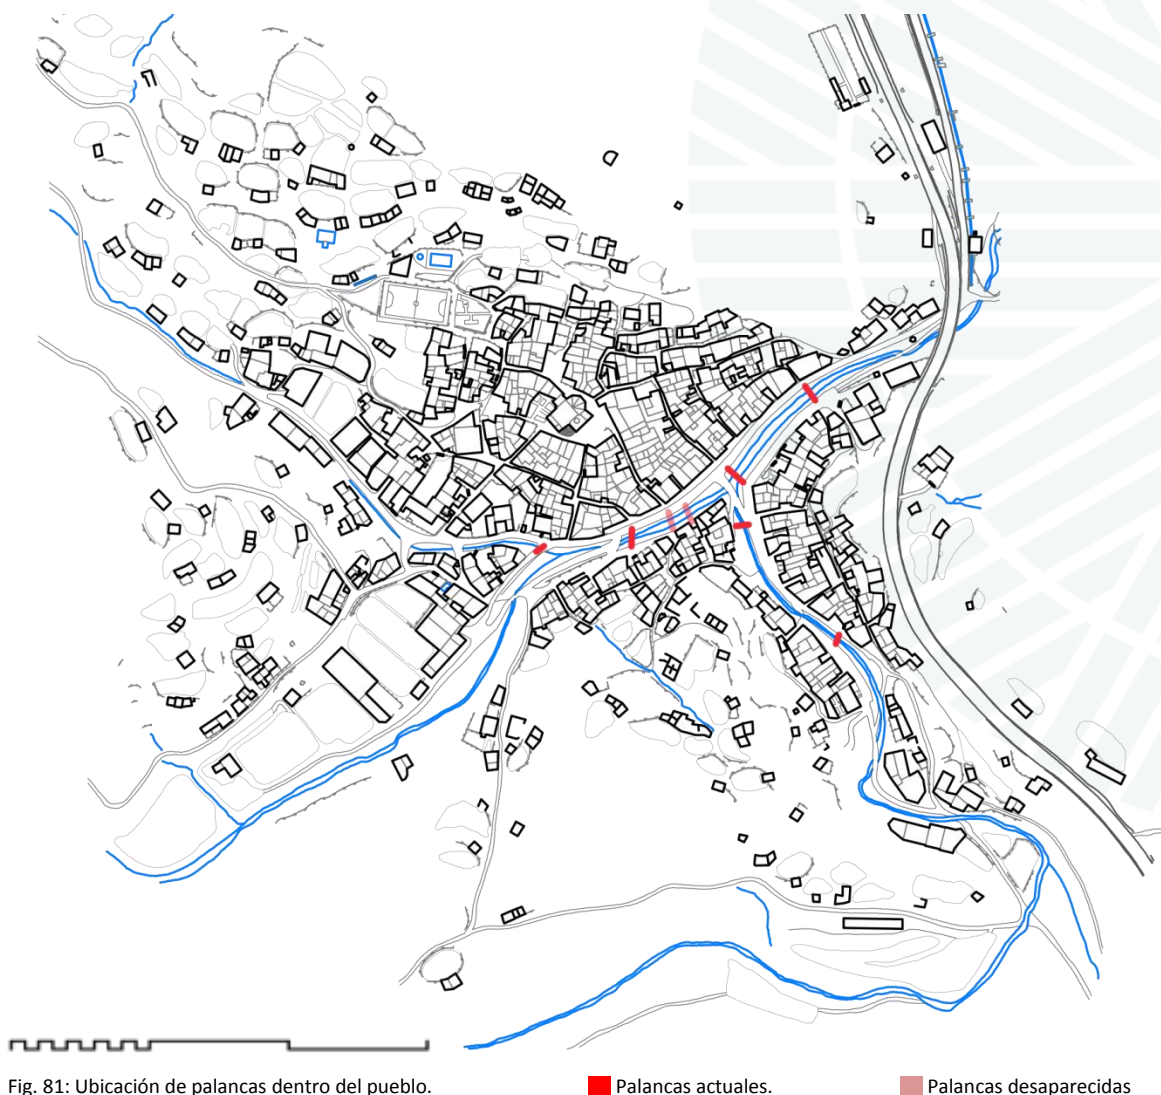 Fig. 81: Ubicación de palancas dentro del pueblo.
Palancas actuales.
Palancas desaparecidas